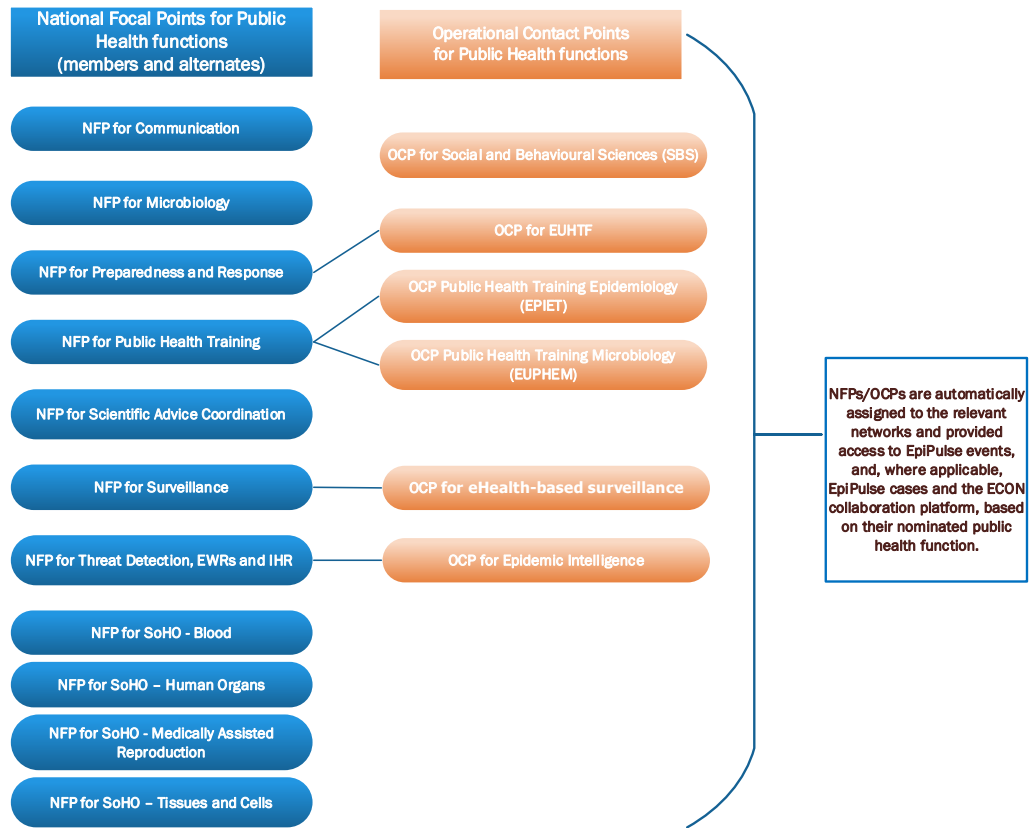 National Focal Points for Public
Health functions
(members and alternates)
Operational Contact Points
for Public Health functions
NFP for Communication
OCP for Social and Behavioural Sciences (SBS)
NFP for Microbiology
OCP for EUHTF
NFP for Preparedness and Response
OCP Public Health Training Epidemiology
(EPIET)
NFP for Public Health Training
OCP Public Health Training Microbiology
(EUPHEM)
NFP for Scientific Advice Coordination
NFP for Surveillance
OCP for eHealth-based surveillance
NFP for Threat Detection, EWRs and IHR
OCP for Epidemic Intelligence
NFP for SoHO - Blood
NFP for SoHO – Human Organs
NFP for SoHO - Medically Assisted
Reproduction
NFP for SoHO – Tissues and Cells
NFPs/OCPs are automatically
assigned to the relevant
networks and provided
access to EpiPulse events,
and, where applicable,
EpiPulse cases and the ECON
collaboration platform, based
on their nominated public
health function.